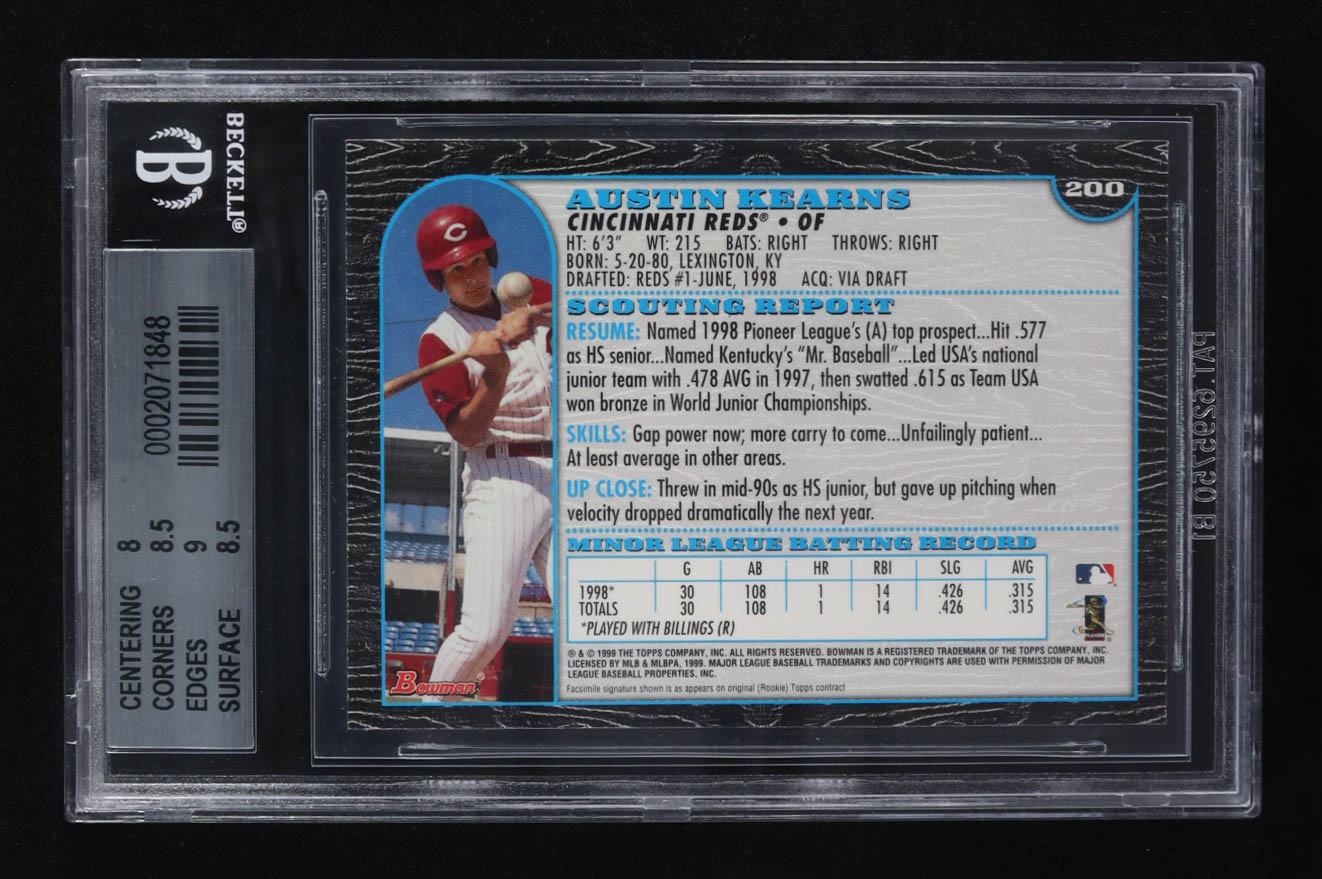 BECKETT®
B
0002071848
CENTERING 8
CORNERS 8.5
EDGES 9
SURFACE 8.5
200
AUSTIN KEARNS
CINCINNATI REDS® • OF
HT: 6'3" WT: 215 BATS: RIGHT THROWS: RIGHT
BORN: 5-20-80, LEXINGTON, KY
DRAFTED: REDS #1-JUNE, 1998 ACQ: VIA DRAFT
SCOUTING REPORT
RESUME: Named 1998 Pioneer League's (A) top prospect...Hit .577
as HS senior...Named Kentucky's "Mr. Baseball"...Led USA's national
junior team with .478 AVG in 1997, then swatted .615 as Team USA
won bronze in World Junior Championships.
SKILLS: Gap power now; more carry to come...Unfailingly patient...
At least average in other areas.
UP CLOSE: Threw in mid-90s as HS junior, but gave up pitching when
velocity dropped dramatically the next year.
MINOR LEAGUE BATTING RECORD
G AB HR RBI SLG AVG
1998* 30 108 1 14 .426 .315
TOTALS 30 108 1 14 .426 .315
*PLAYED WITH BILLINGS (R)
® & © 1999 THE TOPPS COMPANY, INC. ALL RIGHTS RESERVED. BOWMAN IS A REGISTERED TRADEMARK OF THE TOPPS COMPANY, INC.
LICENSED BY MLB & MLBPA, 1999. MAJOR LEAGUE BASEBALL TRADEMARKS AND COPYRIGHTS ARE USED WITH PERMISSION OF MAJOR
LEAGUE BASEBALL PROPERTIES, INC.
Facsimile signature shown is as appears on original (Rookie) Topps contract
Bowman®
C